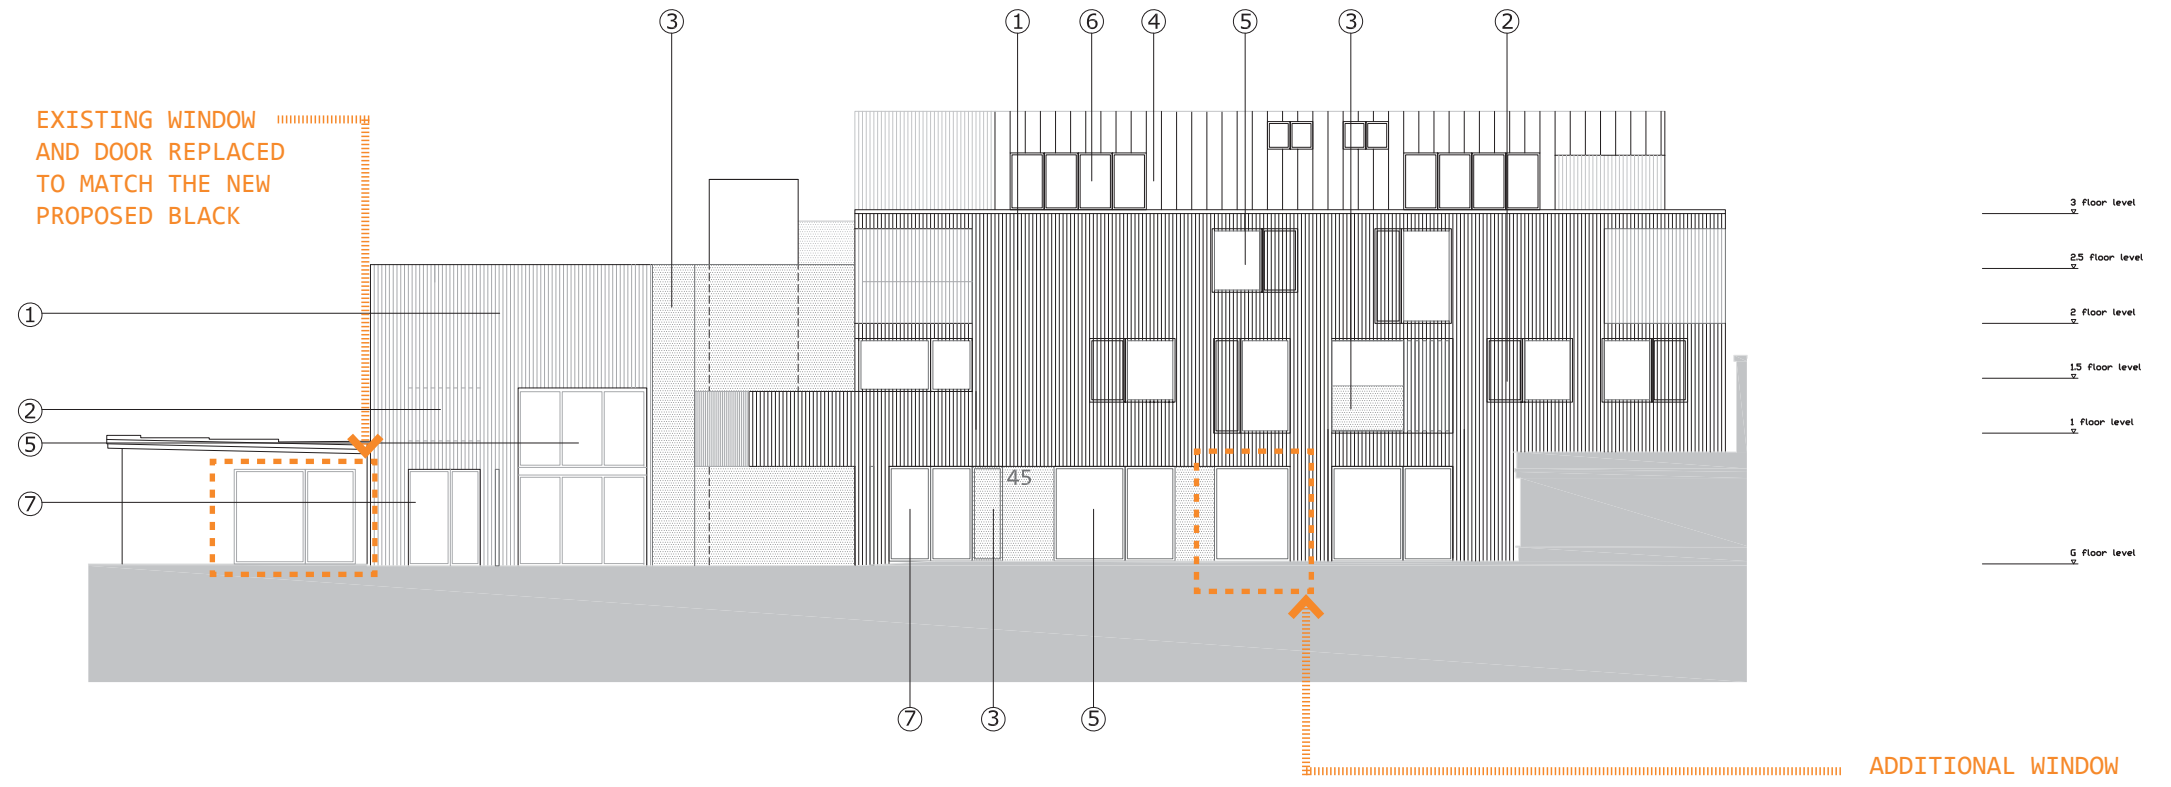 ③ ① ⑥ ④ ⑤ ③ ②
EXISTING WINDOW
AND DOOR REPLACED
TO MATCH THE NEW
PROPOSED BLACK
3 floor level
2.5 floor level
①
2 floor level
1.5 floor level
②
1 floor level
⑤
45
⑦
G floor level
⑦ ③ ⑤
ADDITIONAL WINDOW